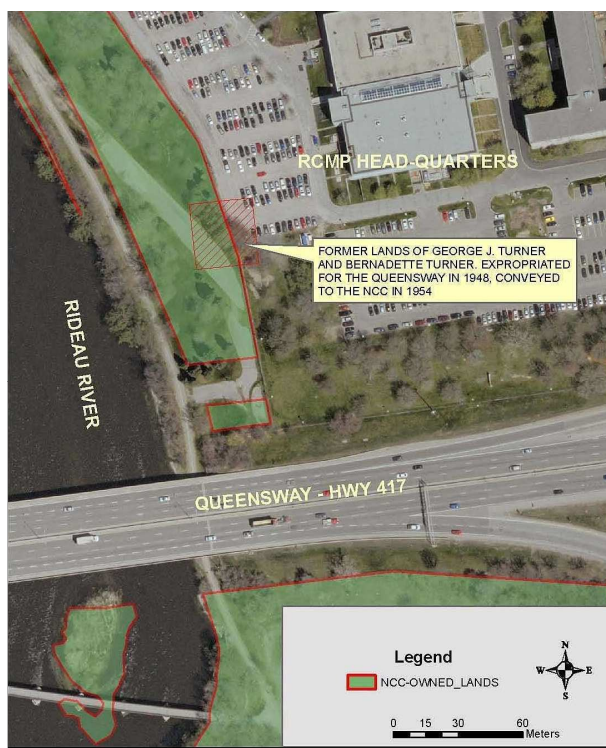 RCMP HEAD-QUARTERS
FORMER LANDS OF GEORGE J. TURNER
AND BERNADETTE TURNER. EXPROPRIATED
FOR THE QUEENSWAY IN 1948, CONVEYED
TO THE NCC IN 1954
RIDEAU RIVER
QUEENSWAY - HWY 417
Legend
NCC-OWNED_LANDS
N
W E
S
0 15 30 60
Meters